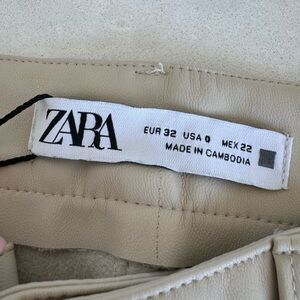 ZARA
EUR 32 USA 0 MEX 22
MADE IN CAMBODIA